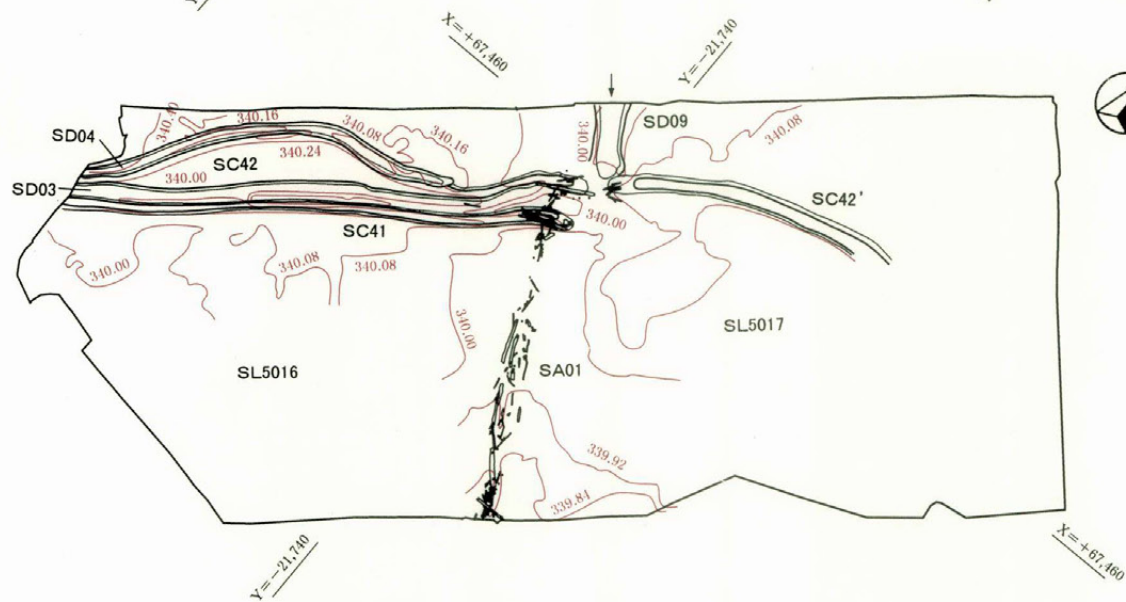 X=+67,460
Y=-21,740
SD04
340.40
340.16
340.08
340.16
340.00
SD09
340.08
SC42
340.24
SD03
340.00
SC42'
340.00
SC41
340.00
340.08
340.08
340.00
SL5017
SL5016
SA01
339.92
339.84
Y=-21,740
X=+67,460